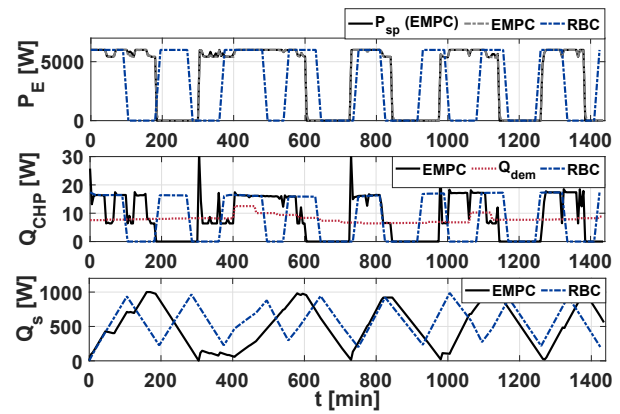 P_sp (EMPC) EMPC RBC
5000
0
P_E [W]
0 200 400 600 800 1000 1200 1400
EMPC Q_dem RBC
30
20
10
0
Q_CHP [W]
0 200 400 600 800 1000 1200 1400
EMPC RBC
1000
500
0
Q_s [W]
0 200 400 600 800 1000 1200 1400
t [min]